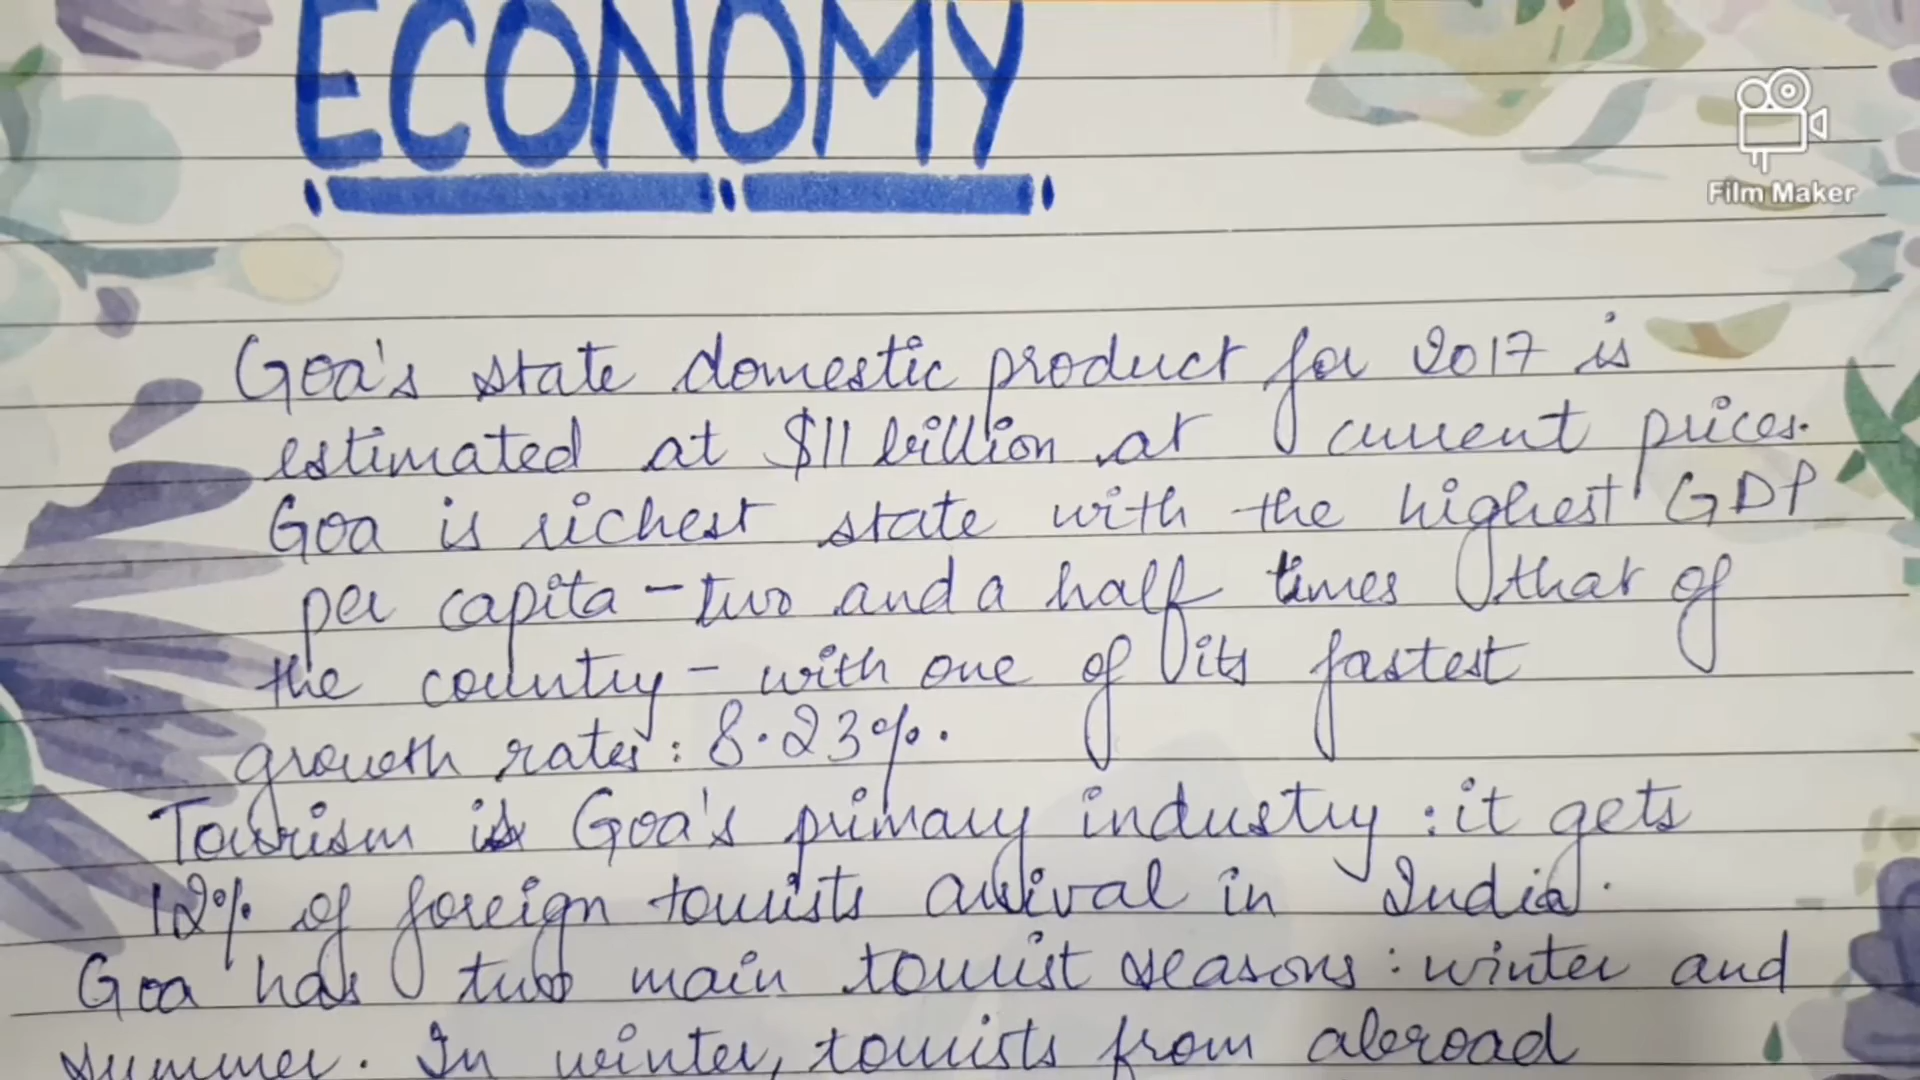 ECONOMY
Film Maker
Goa's state domestic product for 2017 is
estimated at $11 billion at current prices.
Goa is richest state with the highest GDP
per capita - two and a half times that of
the country - with one of its fastest
growth rates : 8.23%.
Tourism is Goa's primary industry : it gets
12% of foreign tourists arrival in India.
Goa has two main tourist seasons : winter and
summer. In winter, tourists from abroad